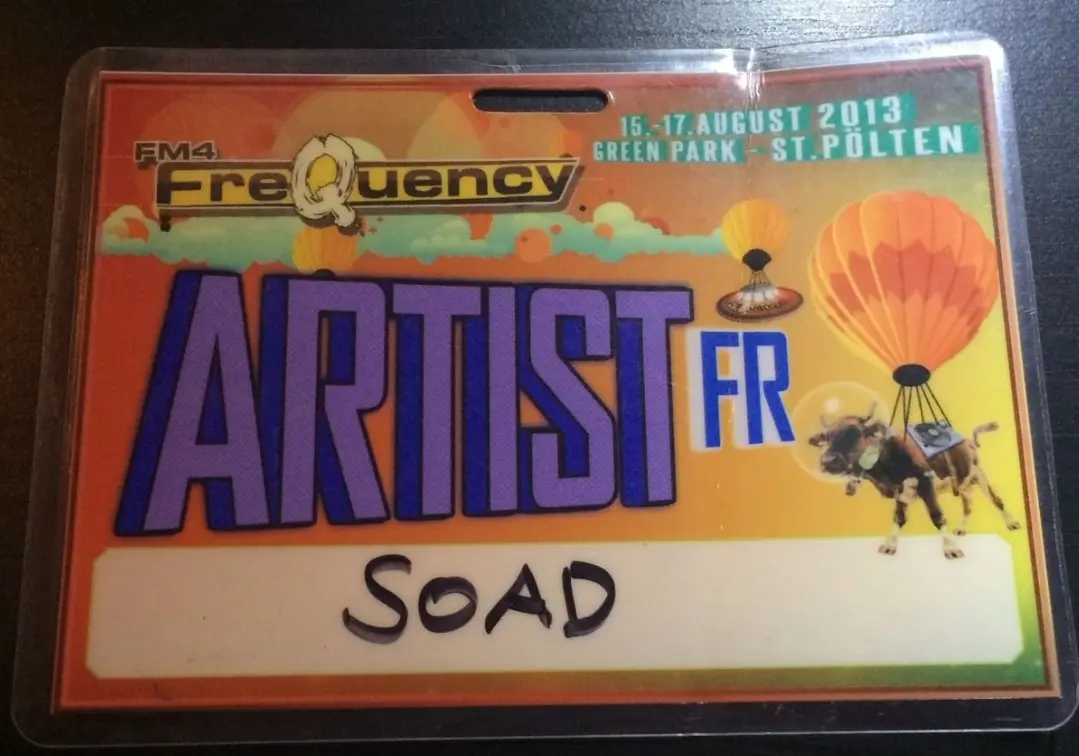 FM4
FreQuency
15.-17.AUGUST 2013
GREEN PARK - ST.PÖLTEN
ARTIST
FR
SOAD